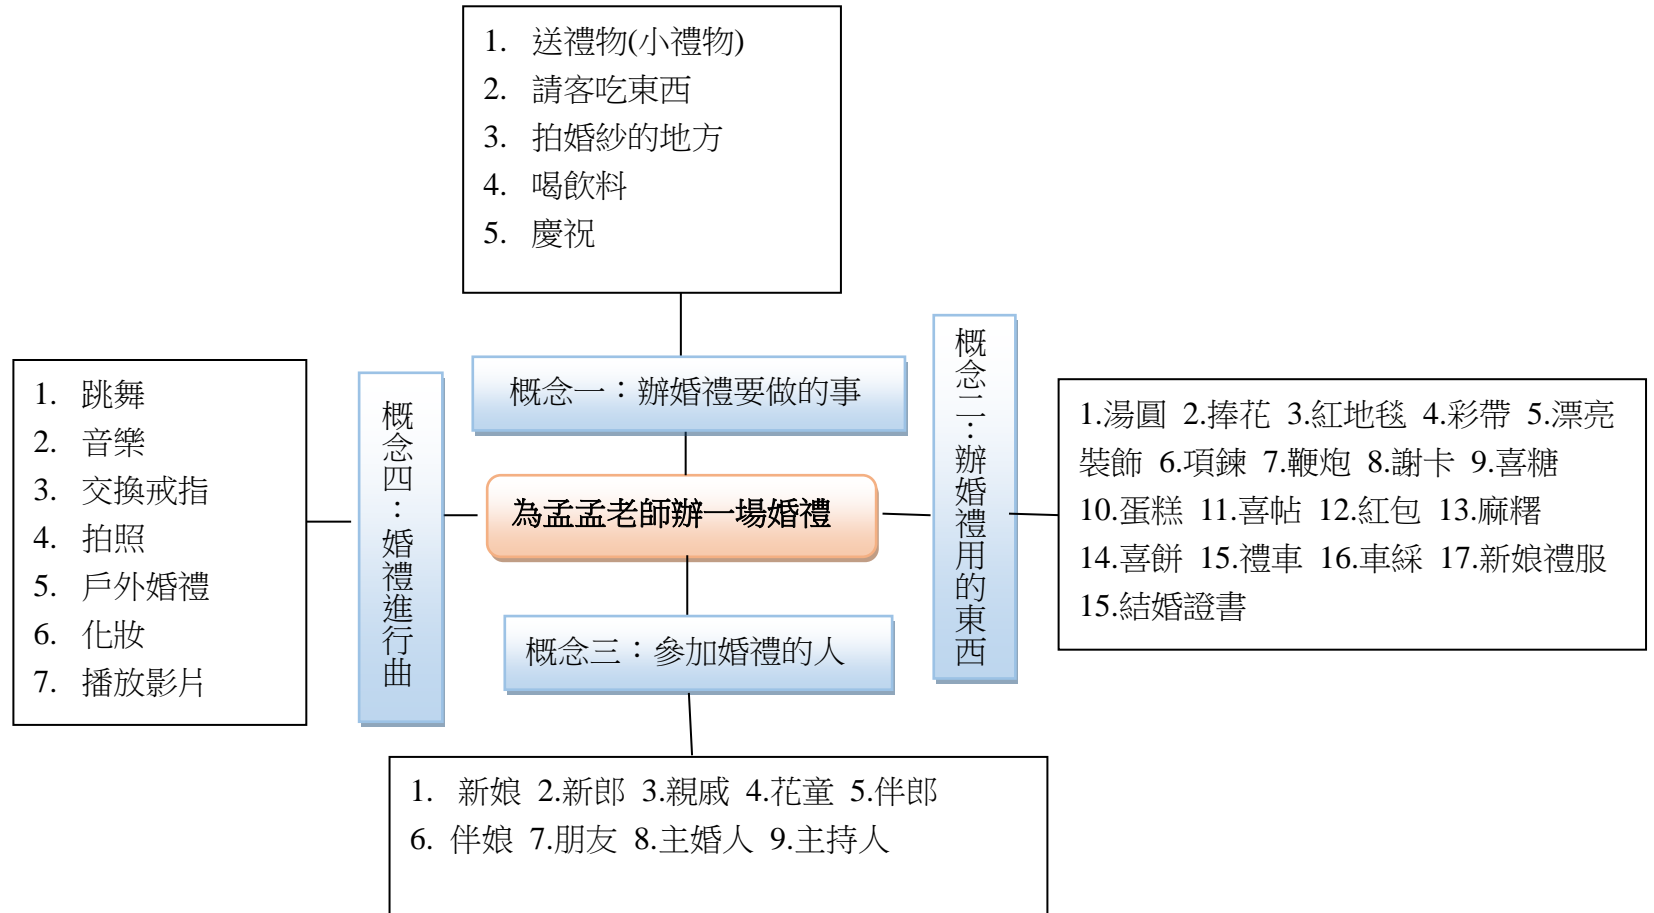 1. 送禮物(小禮物)
2. 請客吃東西
3. 拍婚紗的地方
4. 喝飲料
5. 慶祝
概念一：辦婚禮要做的事
概念二：辦婚禮用的東西
1.湯圓 2.捧花 3.紅地毯 4.彩帶 5.漂亮
裝飾 6.項鍊 7.鞭炮 8.謝卡 9.喜糖
10.蛋糕 11.喜帖 12.紅包 13.麻糬
14.喜餅 15.禮車 16.車綵 17.新娘禮服
15.結婚證書
為孟孟老師辦一場婚禮
概念四：婚禮進行曲
1. 跳舞
2. 音樂
3. 交換戒指
4. 拍照
5. 戶外婚禮
6. 化妝
7. 播放影片
概念三：參加婚禮的人
1. 新娘 2.新郎 3.親戚 4.花童 5.伴郎
6. 伴娘 7.朋友 8.主婚人 9.主持人